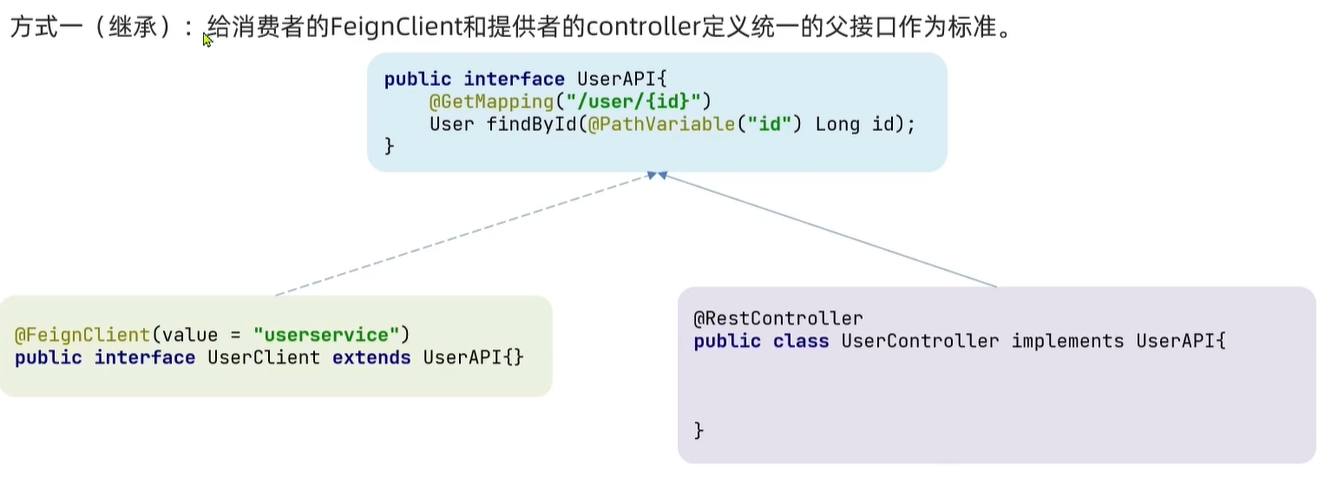 方式一（继承）：给消费者的FeignClient和提供者的controller定义统一的父接口作为标准。
public interface UserAPI{
@GetMapping("/user/{id}")
User findById(@PathVariable("id") Long id);
}
@FeignClient(value = "userservice")
public interface UserClient extends UserAPI{}
@RestController
public class UserController implements UserAPI{
}